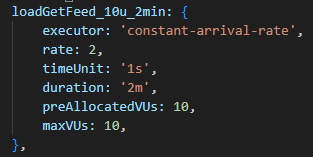 loadGetFeed_10u_2min: {
executor: 'constant-arrival-rate',
rate: 2,
timeUnit: '1s',
duration: '2m',
preAllocatedVUs: 10,
maxVUs: 10,
},